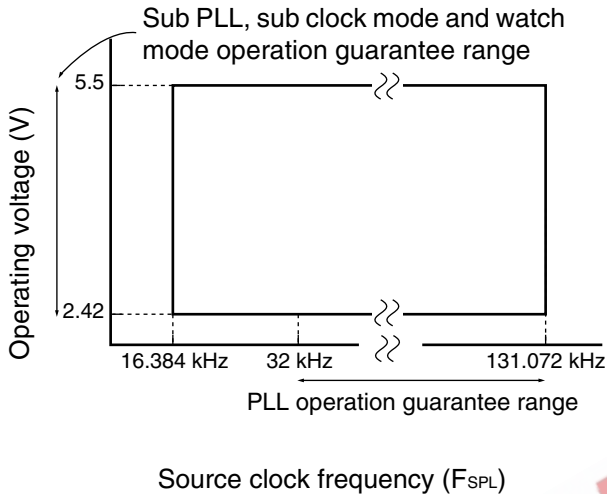 Sub PLL, sub clock mode and watch
mode operation guarantee range
5.5
Operating voltage (V)
2.42
16.384 kHz 32 kHz 131.072 kHz
PLL operation guarantee range
Source clock frequency (FSPL)